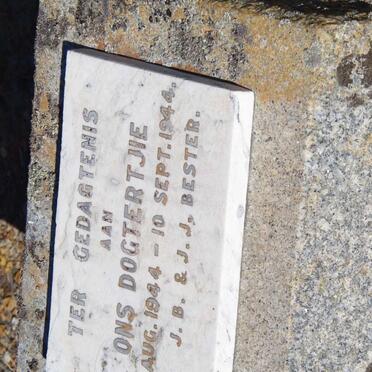 TER GEDAGTENIS
AAN
ONS DOGTERTJIE
AUG. 1944 – 10 SEPT. 1944.
J. B. & J. J. BESTER.